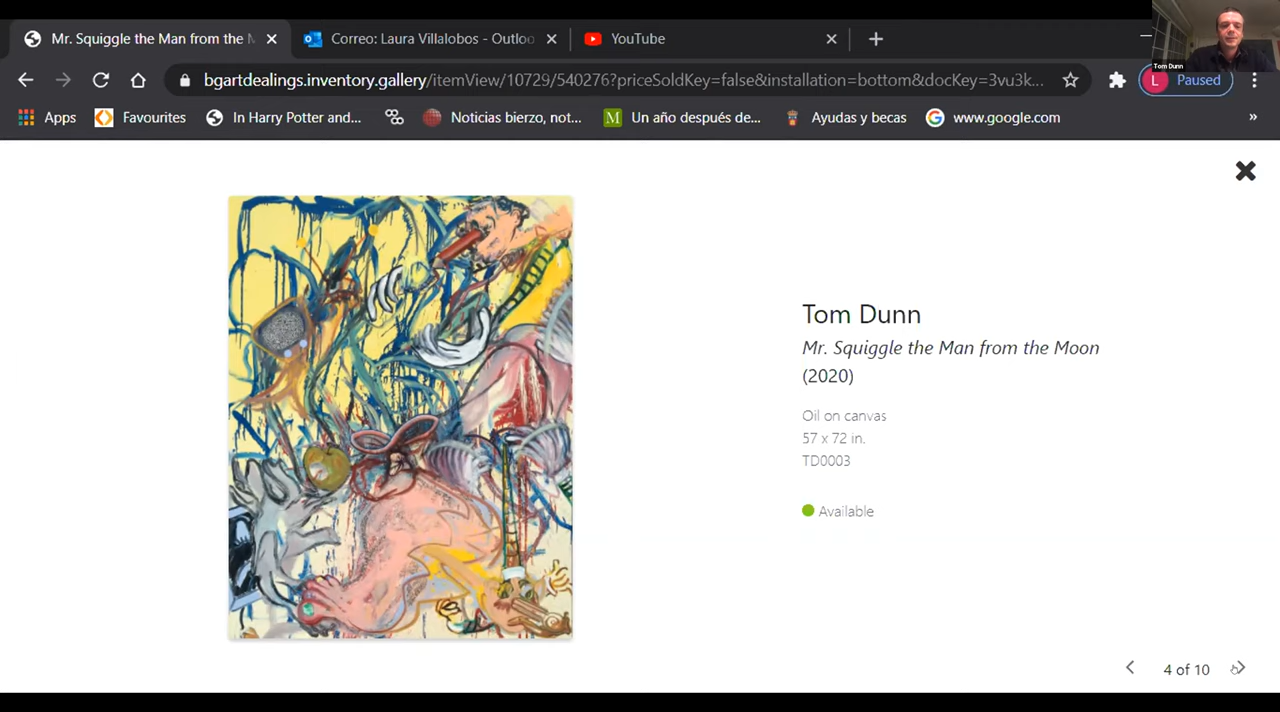 Mr. Squiggle the Man from the M
Correo: Laura Villalobos - Outloo
YouTube
Tom Dunn
bgartdealings.inventory.gallery/itemview/10729/540276?priceSoldKey=false&installation=bottom&docKey=3vu3k...
L Paused
Apps
Favourites
In Harry Potter and...
Noticias bierzo, not...
M Un año después de...
Ayudas y becas
G www.google.com
»
Tom Dunn
Mr. Squiggle the Man from the Moon
(2020)
Oil on canvas
57 x 72 in.
TD0003
Available
4 of 10